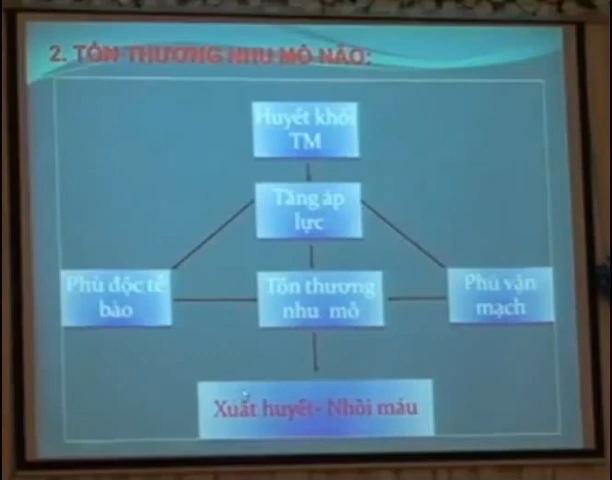 2. TỔN THƯƠNG NHU MÔ NÃO:
Huyết khối
TM
Tăng áp
lực
Phù độc tế
bào
Tổn thương
nhu mô
Phù vận
mạch
Xuất huyết- Nhồi máu